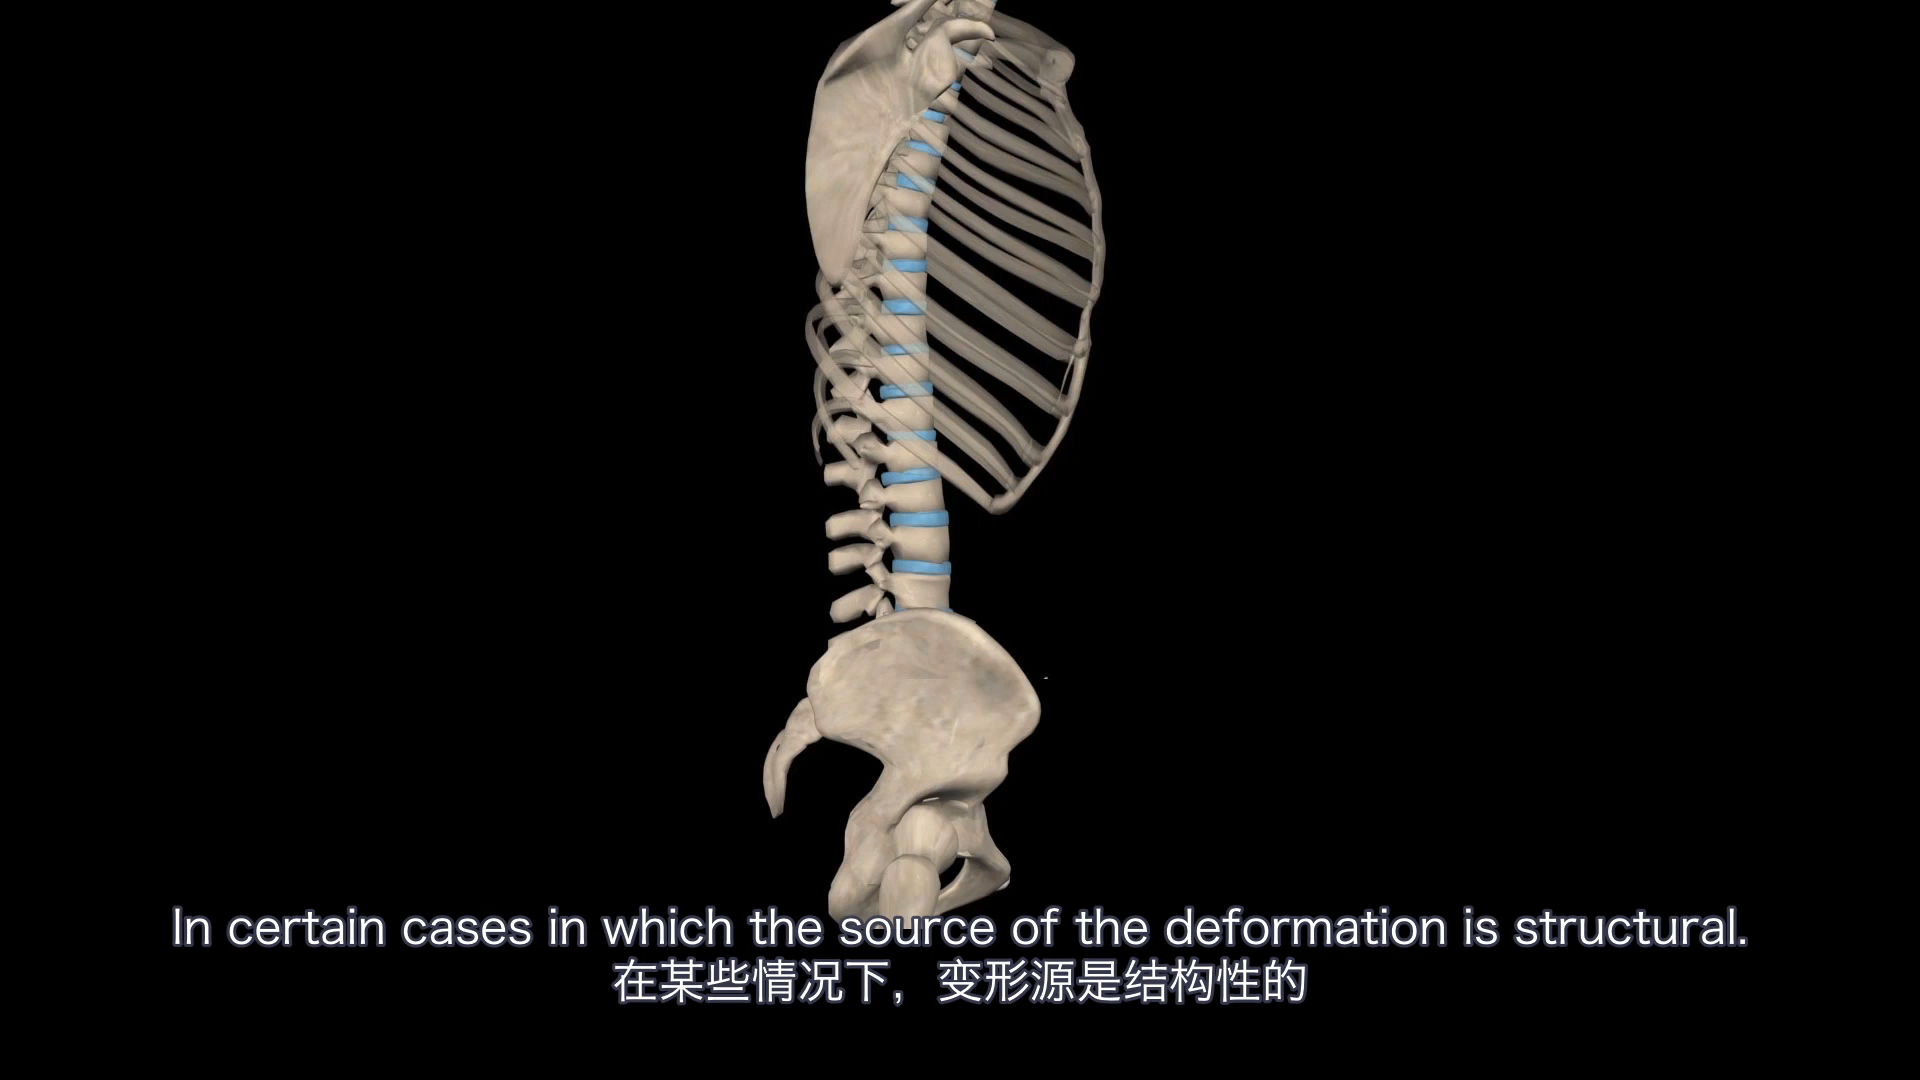 In certain cases in which the source of the deformation is structural.
在某些情况下，变形源是结构性的